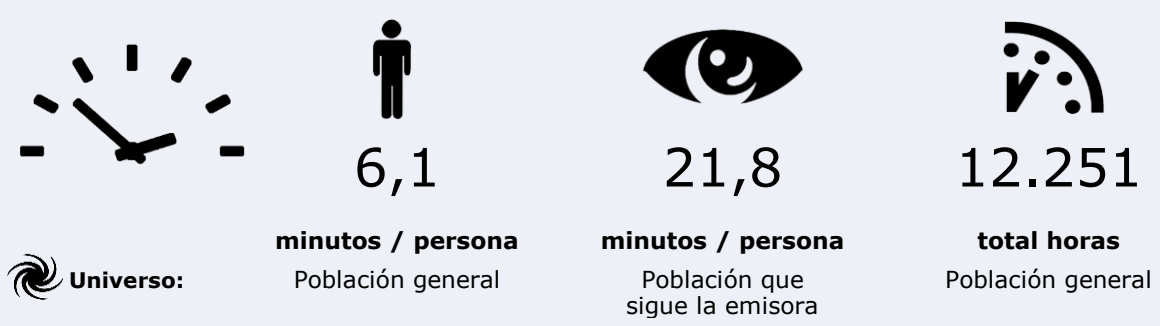 6,1
21,8
12.251
minutos / persona
minutos / persona
total horas
Universo:
Población general
Población que
sigue la emisora
Población general